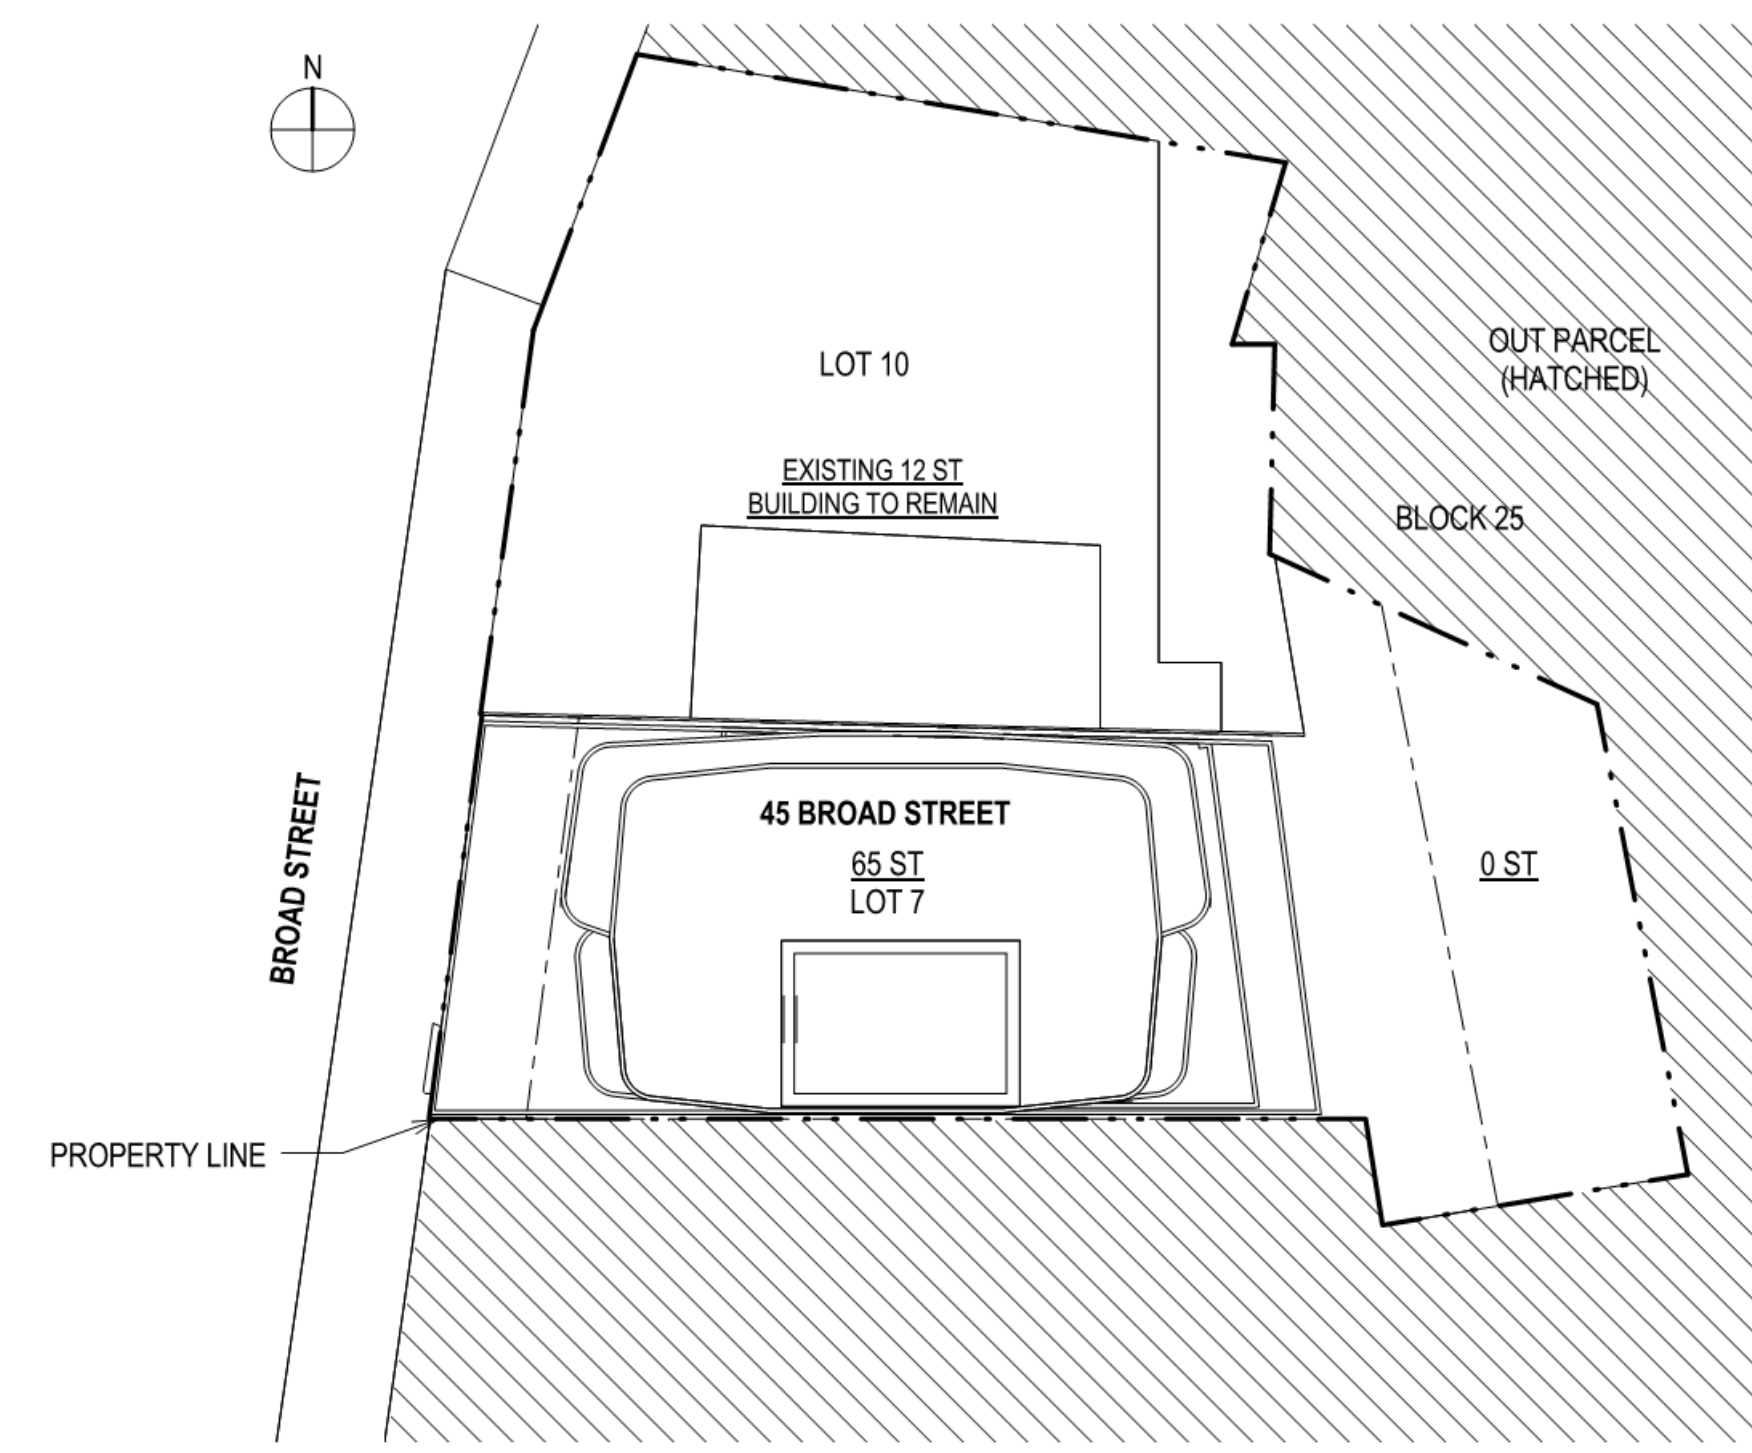 N
LOT 10
OUT PARCEL
(HATCHED)
EXISTING 12 ST
BUILDING TO REMAIN
BLOCK 25
45 BROAD STREET
65 ST
LOT 7
0 ST
BROAD STREET
PROPERTY LINE